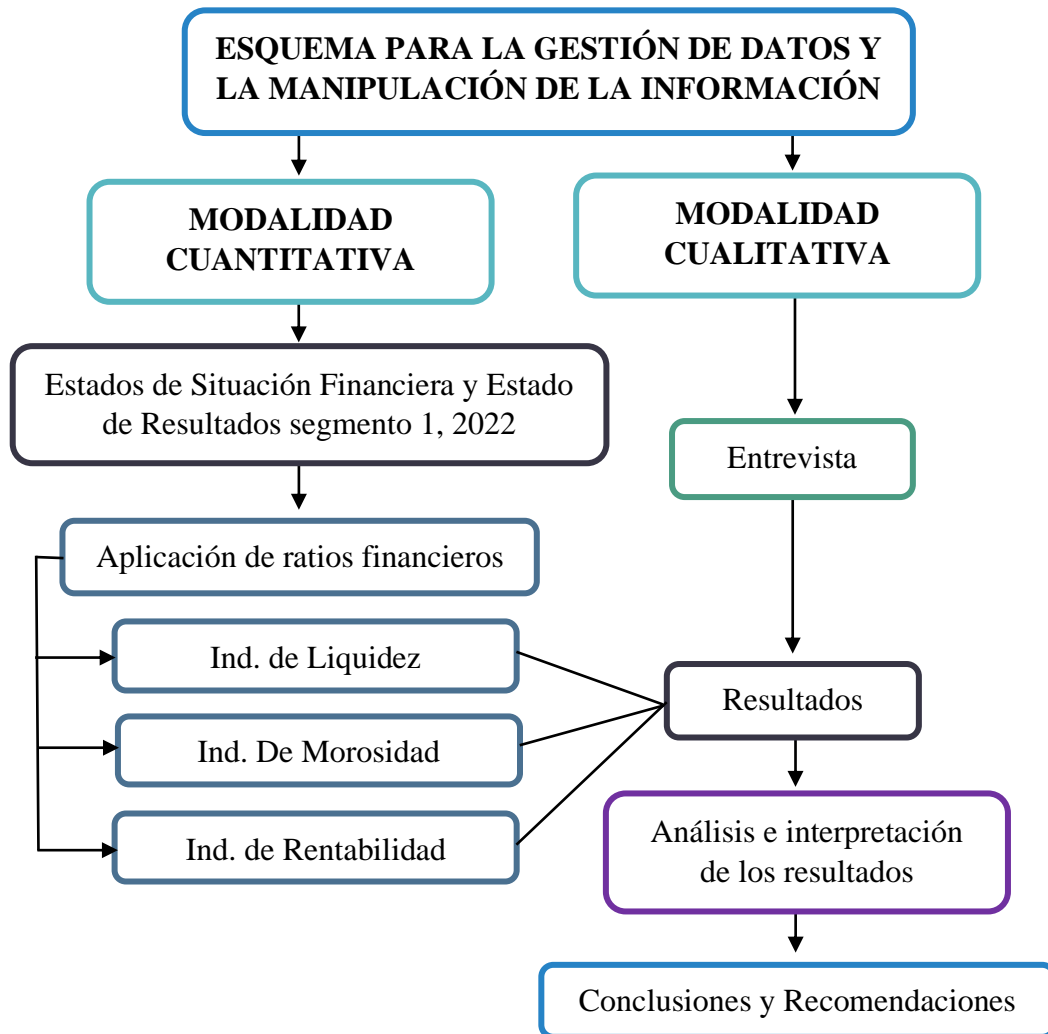 ESQUEMA PARA LA GESTIÓN DE DATOS Y
LA MANIPULACIÓN DE LA INFORMACIÓN
MODALIDAD
CUANTITATIVA
MODALIDAD
CUALITATIVA
Estados de Situación Financiera y Estado
de Resultados segmento 1, 2022
Entrevista
Aplicación de ratios financieros
Ind. de Liquidez
Ind. De Morosidad
Ind. de Rentabilidad
Resultados
Análisis e interpretación
de los resultados
Conclusiones y Recomendaciones